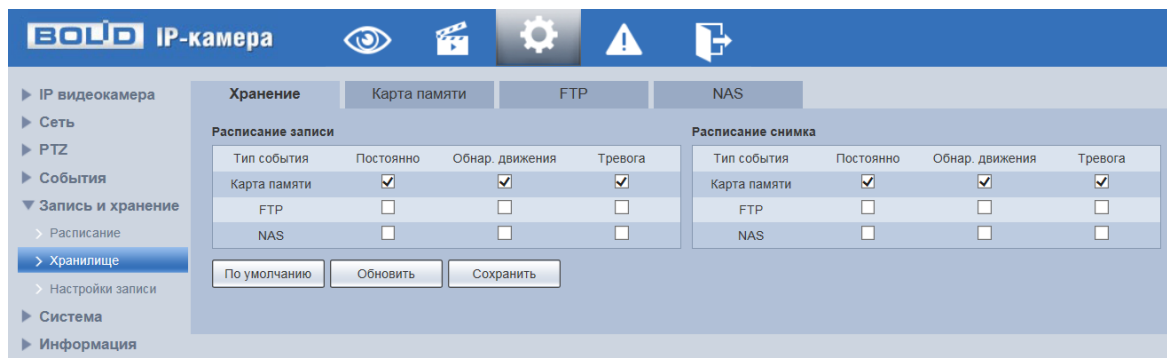 BOLID IP-камера
IP видеокамера
Сеть
PTZ
События
Запись и хранение
Расписание
Хранилище
Настройки записи
Система
Информация
Хранение Карта памяти FTP NAS
Расписание записи
Тип события Постоянно Обнар. движения Тревога
Карта памяти
FTP
NAS
Расписание снимка
Тип события Постоянно Обнар. движения Тревога
Карта памяти
FTP
NAS
По умолчанию Обновить Сохранить